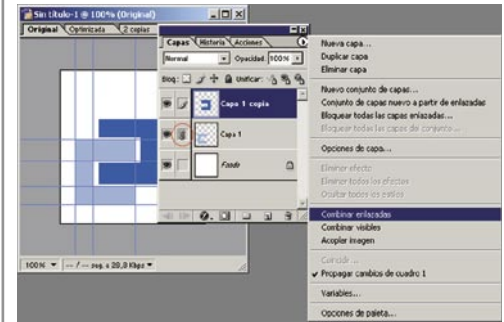 Sin título-1 @ 100% (Original)
Original Optimizada 2 copias
Capas Historia Acciones
Normal Opacidad: 100%
Bloq.: Unificar:
Capa 1 copia
Capa 1
Fondo
100% -- / -- seg. a 28,8 Kbps
Nueva capa...
Duplicar capa
Eliminar capa
Nuevo conjunto de capas...
Conjunto de capas nuevo a partir de enlazadas
Bloquear todas las capas enlazadas...
Bloquear todas las capas del conjunto...
Opciones de capa...
Eliminar efecto
Eliminar todos los efectos
Ocultar todos los estilos
Combinar enlazadas
Combinar visibles
Acoplar imagen
Coincidir...
Propagar cambios de cuadro 1
Variables...
Opciones de paleta...